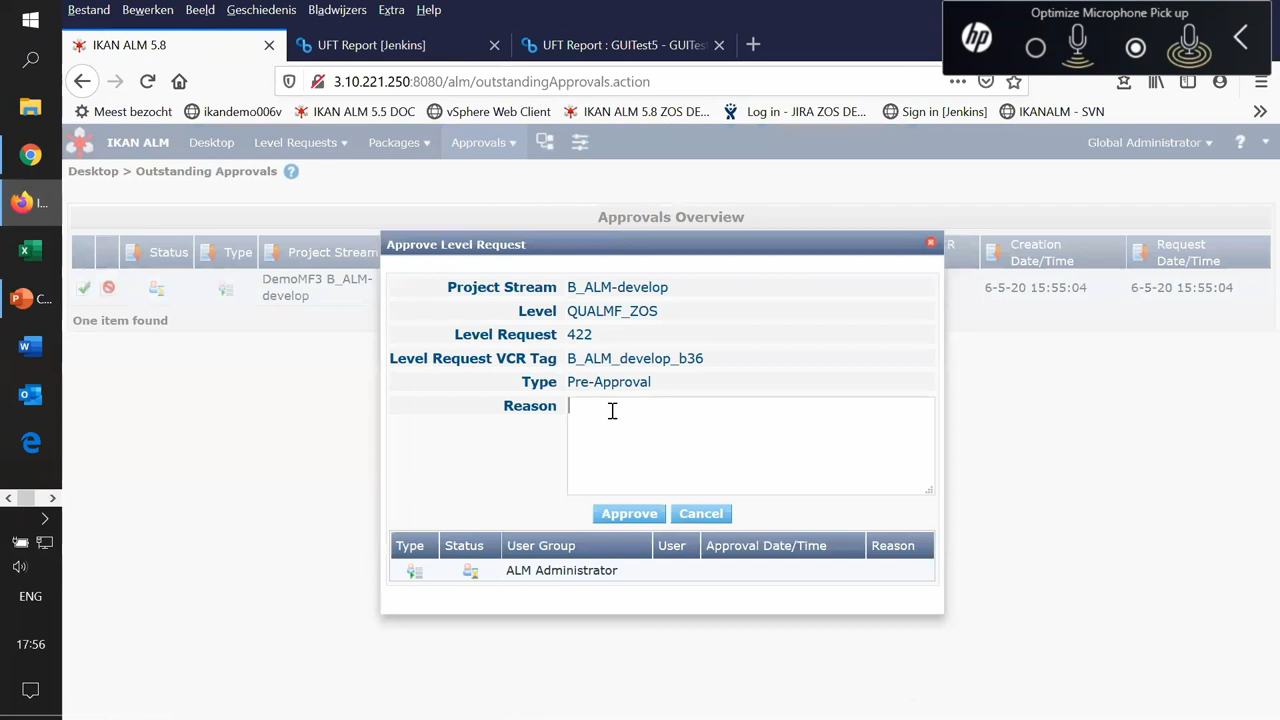 Bestand Bewerken Beeld Geschiedenis Bladwijzers Extra Help
Optimize Microphone Pick up
hp
IKAN ALM 5.8
UFT Report [Jenkins]
UFT Report : GUITest5 - GUITes
3.10.221.250:8080/alm/outstandingApprovals.action
Meest bezocht ikandemo006v IKAN ALM 5.5 DOC vSphere Web Client IKAN ALM 5.8 ZOS DE... Log in - JIRA ZOS DE... Sign in [Jenkins] IKANALM - SVN
IKAN ALM Desktop Level Requests Packages Approvals Global Administrator ?
Desktop > Outstanding Approvals ?
Approvals Overview
Status Type Project Stream R Creation Date/Time Request Date/Time
DemoMF3 B_ALM-develop 6-5-20 15:55:04 6-5-20 15:55:04
One item found
Approve Level Request
Project Stream B_ALM-develop
Level QUALMF_ZOS
Level Request 422
Level Request VCR Tag B_ALM_develop_b36
Type Pre-Approval
Reason
Approve Cancel
Type Status User Group User Approval Date/Time Reason
ALM Administrator
I...
C...
ENG
17:56